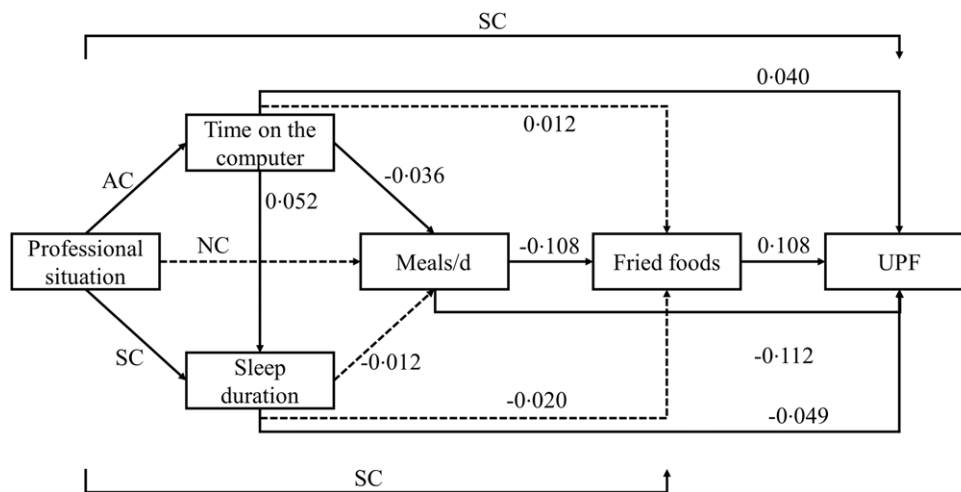 SC
0·040
Time on the
computer
0·012
AC
-0·036
0·052
Professional
situation
NC
Meals/d
-0·108
Fried foods
0·108
UPF
SC
Sleep
duration
-0·012
-0·112
-0·020
-0·049
SC